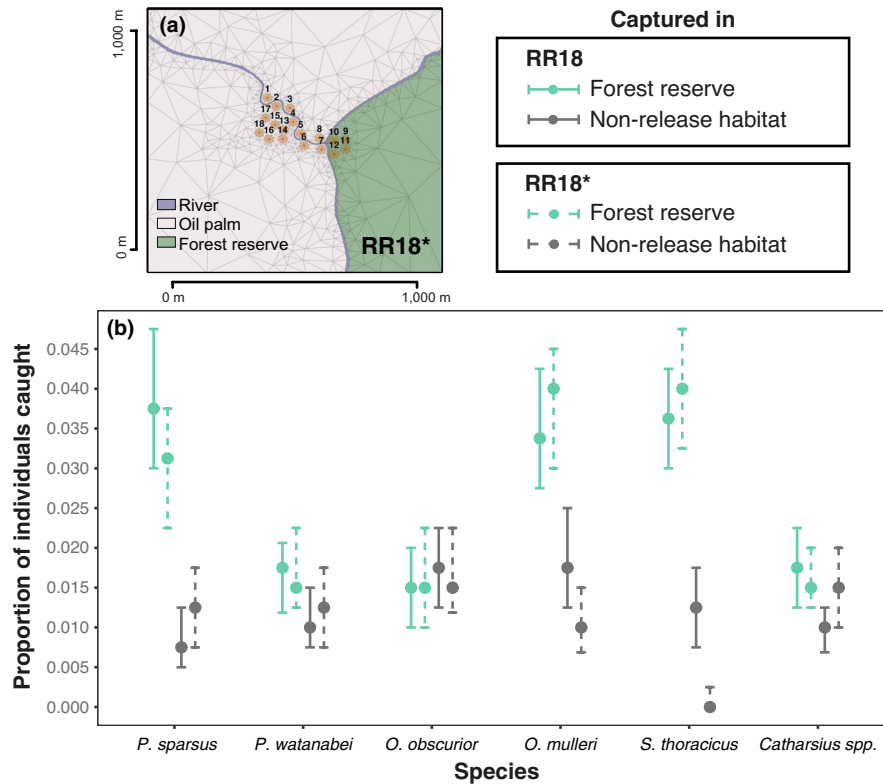 (a)
1,000 m
0 m
1
2
3
17
4
15
13
5
18
16
14
6
8
7
10
9
11
12
River
Oil palm
Forest reserve
RR18*
0 m
1,000 m
Captured in
RR18
Forest reserve
Non-release habitat
RR18*
Forest reserve
Non-release habitat
(b)
Proportion of individuals caught
0.045
0.040
0.035
0.030
0.025
0.020
0.015
0.010
0.005
0.000
P. sparsus
P. watanabei
O. obscurior
O. mulleri
S. thoracicus
Catharsius spp.
Species